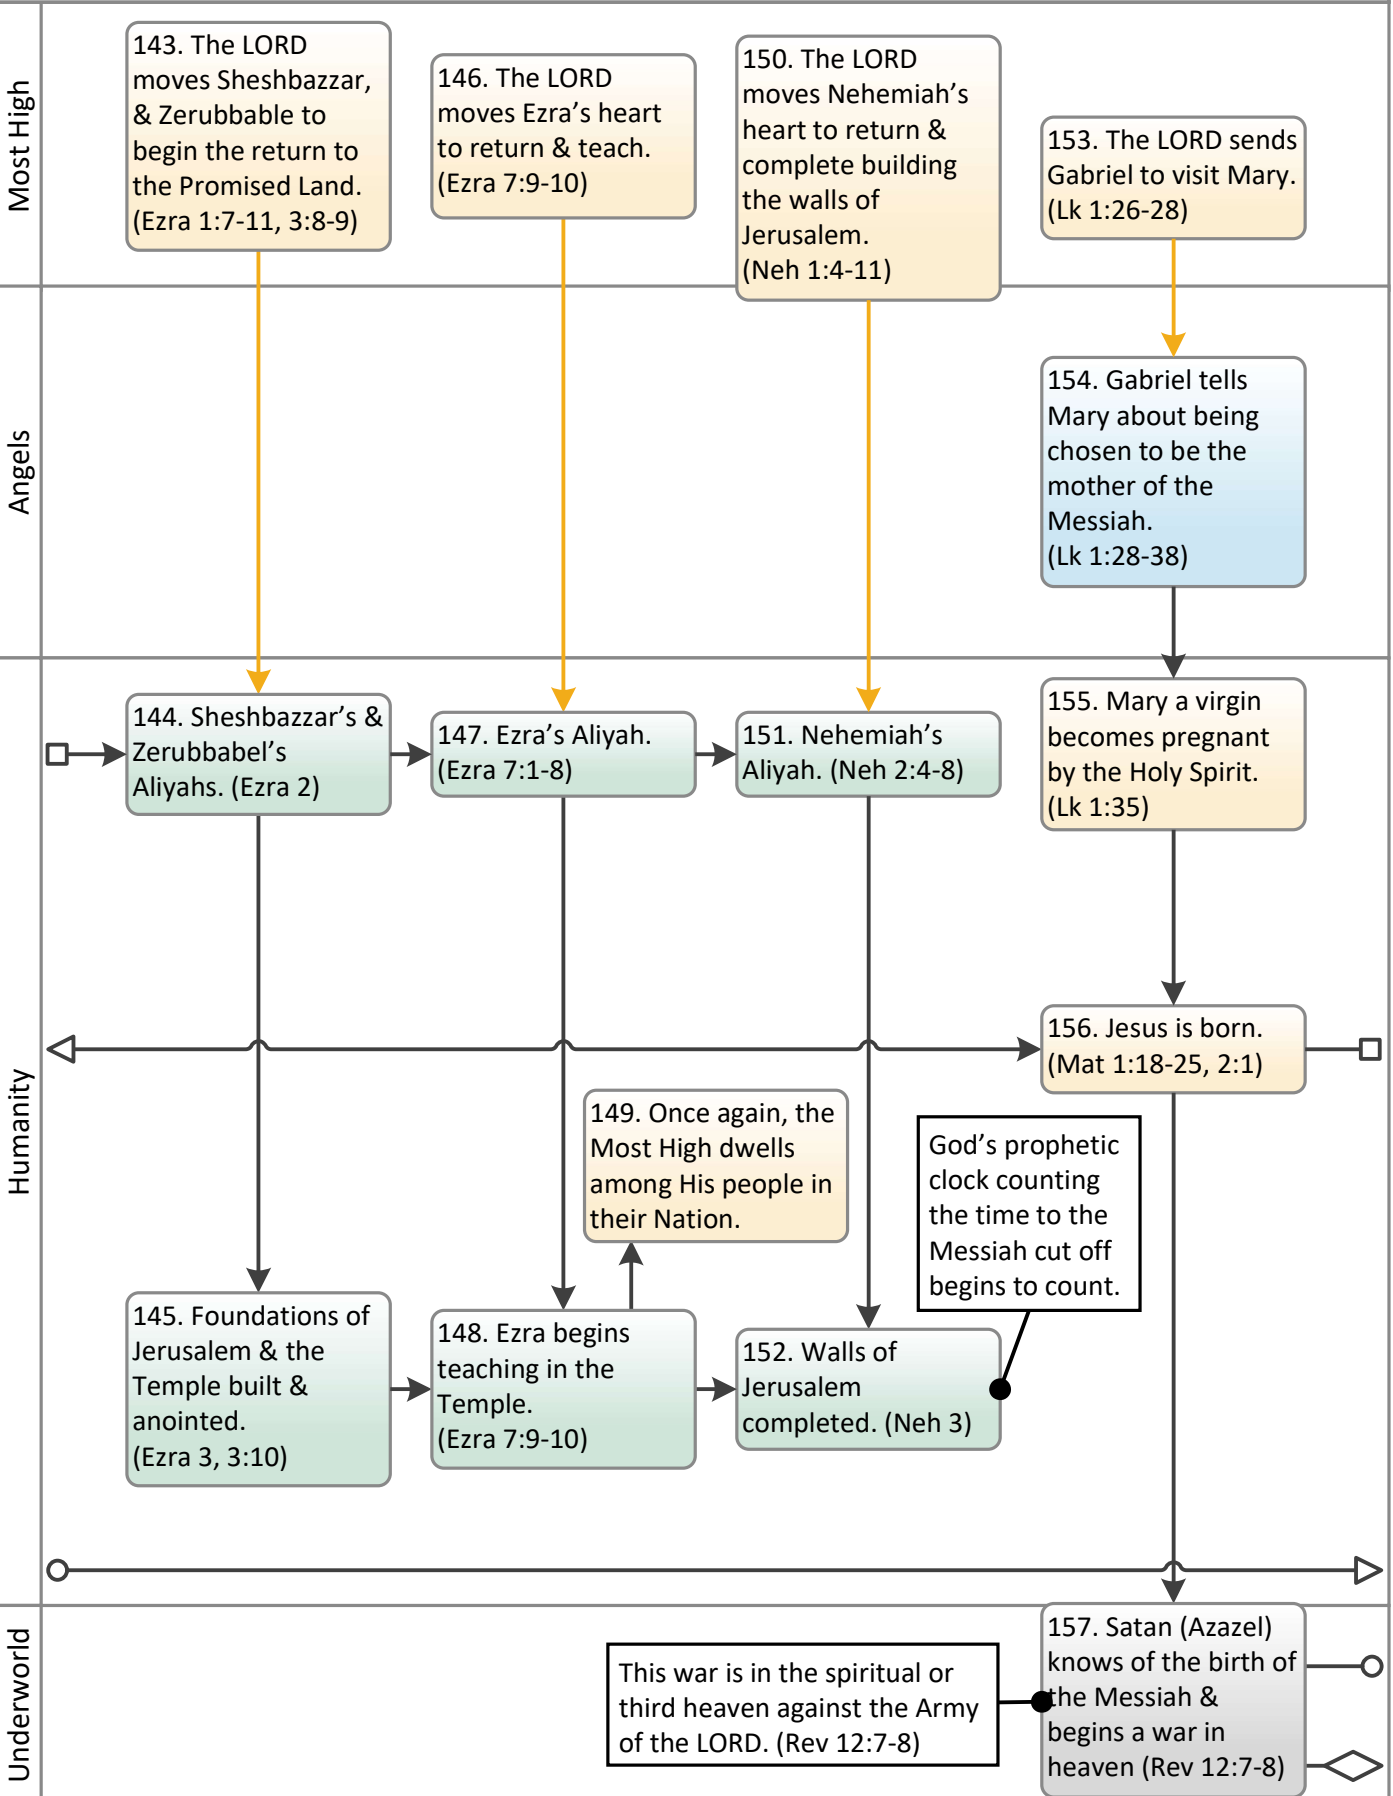 Most High
143. The LORD
moves Sheshbazzar,
& Zerubbable to
begin the return to
the Promised Land.
(Ezra 1:7-11, 3:8-9)
146. The LORD
moves Ezra’s heart
to return & teach.
(Ezra 7:9-10)
150. The LORD
moves Nehemiah’s
heart to return &
complete building
the walls of
Jerusalem.
(Neh 1:4-11)
153. The LORD sends
Gabriel to visit Mary.
(Lk 1:26-28)
Angels
154. Gabriel tells
Mary about being
chosen to be the
mother of the
Messiah.
(Lk 1:28-38)
Humanity
144. Sheshbazzar’s &
Zerubbabel’s
Aliyahs. (Ezra 2)
147. Ezra’s Aliyah.
(Ezra 7:1-8)
151. Nehemiah’s
Aliyah. (Neh 2:4-8)
155. Mary a virgin
becomes pregnant
by the Holy Spirit.
(Lk 1:35)
156. Jesus is born.
(Mat 1:18-25, 2:1)
149. Once again, the
Most High dwells
among His people in
their Nation.
God’s prophetic
clock counting
the time to the
Messiah cut off
begins to count.
145. Foundations of
Jerusalem & the
Temple built &
anointed.
(Ezra 3, 3:10)
148. Ezra begins
teaching in the
Temple.
(Ezra 7:9-10)
152. Walls of
Jerusalem
completed. (Neh 3)
Underworld
This war is in the spiritual or
third heaven against the Army
of the LORD. (Rev 12:7-8)
157. Satan (Azazel)
knows of the birth of
the Messiah &
begins a war in
heaven (Rev 12:7-8)